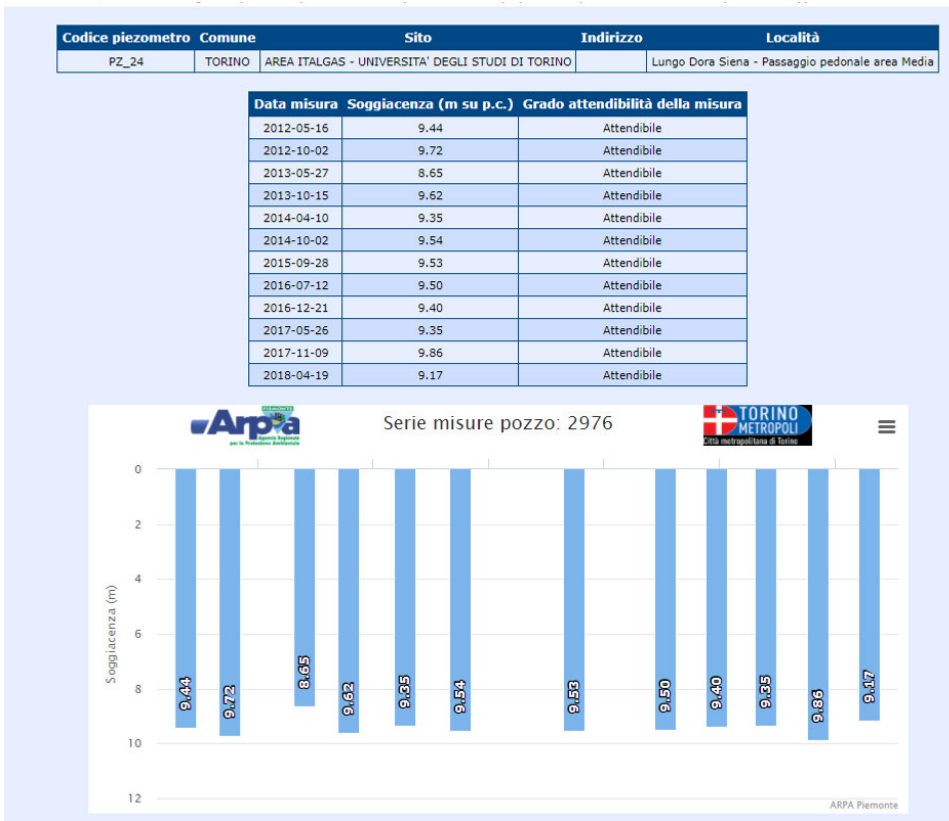 Codice piezometro Comune Sito Indirizzo Località
PZ_24 TORINO AREA ITALGAS - UNIVERSITA' DEGLI STUDI DI TORINO Lungo Dora Siena - Passaggio pedonale area Media
Data misura Soggiacenza (m su p.c.) Grado attendibilità della misura
2012-05-16 9.44 Attendibile
2012-10-02 9.72 Attendibile
2013-05-27 8.65 Attendibile
2013-10-15 9.62 Attendibile
2014-04-10 9.35 Attendibile
2014-10-02 9.54 Attendibile
2015-09-28 9.53 Attendibile
2016-07-12 9.50 Attendibile
2016-12-21 9.40 Attendibile
2017-05-26 9.35 Attendibile
2017-11-09 9.86 Attendibile
2018-04-19 9.17 Attendibile
Arpa
Agenzia Regionale
per la Protezione Ambientale
Serie misure pozzo: 2976
TORINO
METROPOLI
Città metropolitana di Torino
Soggiacenza (m)
0
2
4
6
8
10
12
9.44 9.72 8.65 9.62 9.35 9.54 9.53 9.50 9.40 9.35 9.86 9.17
ARPA Piemonte